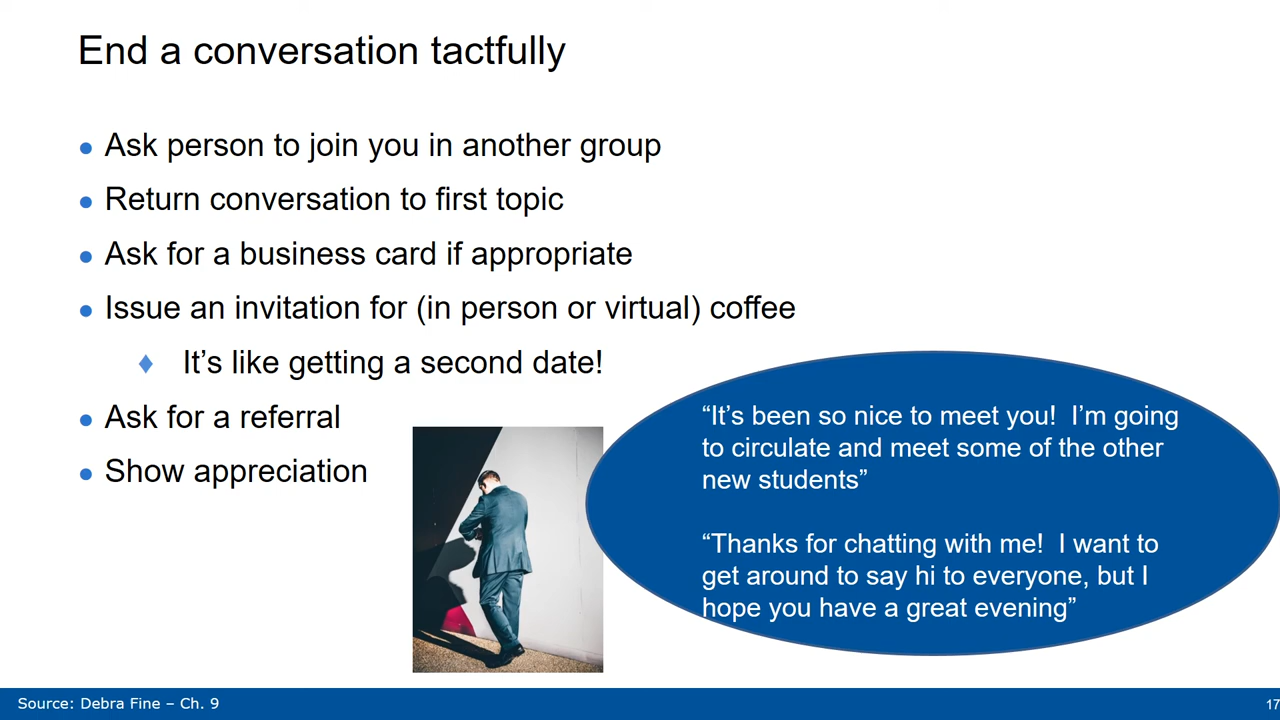 End a conversation tactfully
Ask person to join you in another group
Return conversation to first topic
Ask for a business card if appropriate
Issue an invitation for (in person or virtual) coffee
It’s like getting a second date!
Ask for a referral
Show appreciation
“It’s been so nice to meet you!  I’m going
to circulate and meet some of the other
new students”
“Thanks for chatting with me!  I want to
get around to say hi to everyone, but I
hope you have a great evening”
Source: Debra Fine – Ch. 9
17